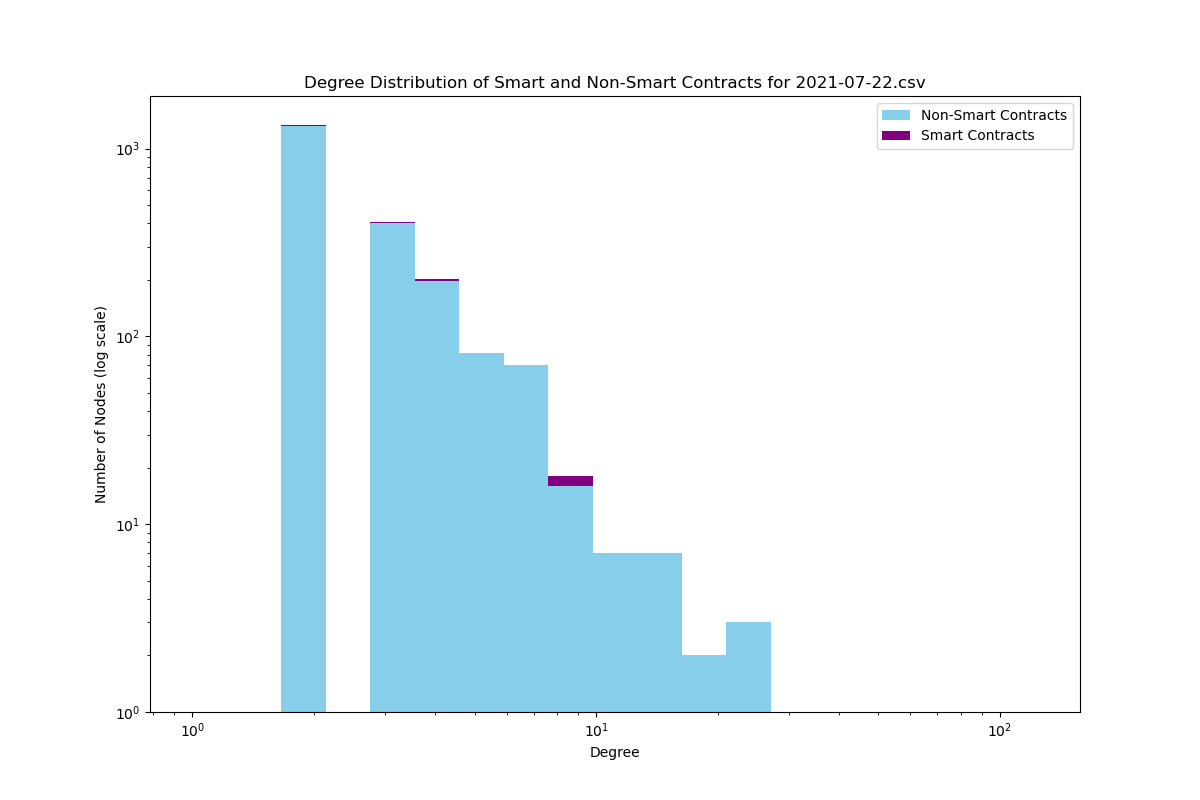 Degree Distribution of Smart and Non-Smart Contracts for 2021-07-22.csv
Non-Smart Contracts
Smart Contracts
Number of Nodes (log scale)
10³
10²
10¹
10⁰
10⁰ 10¹ 10²
Degree